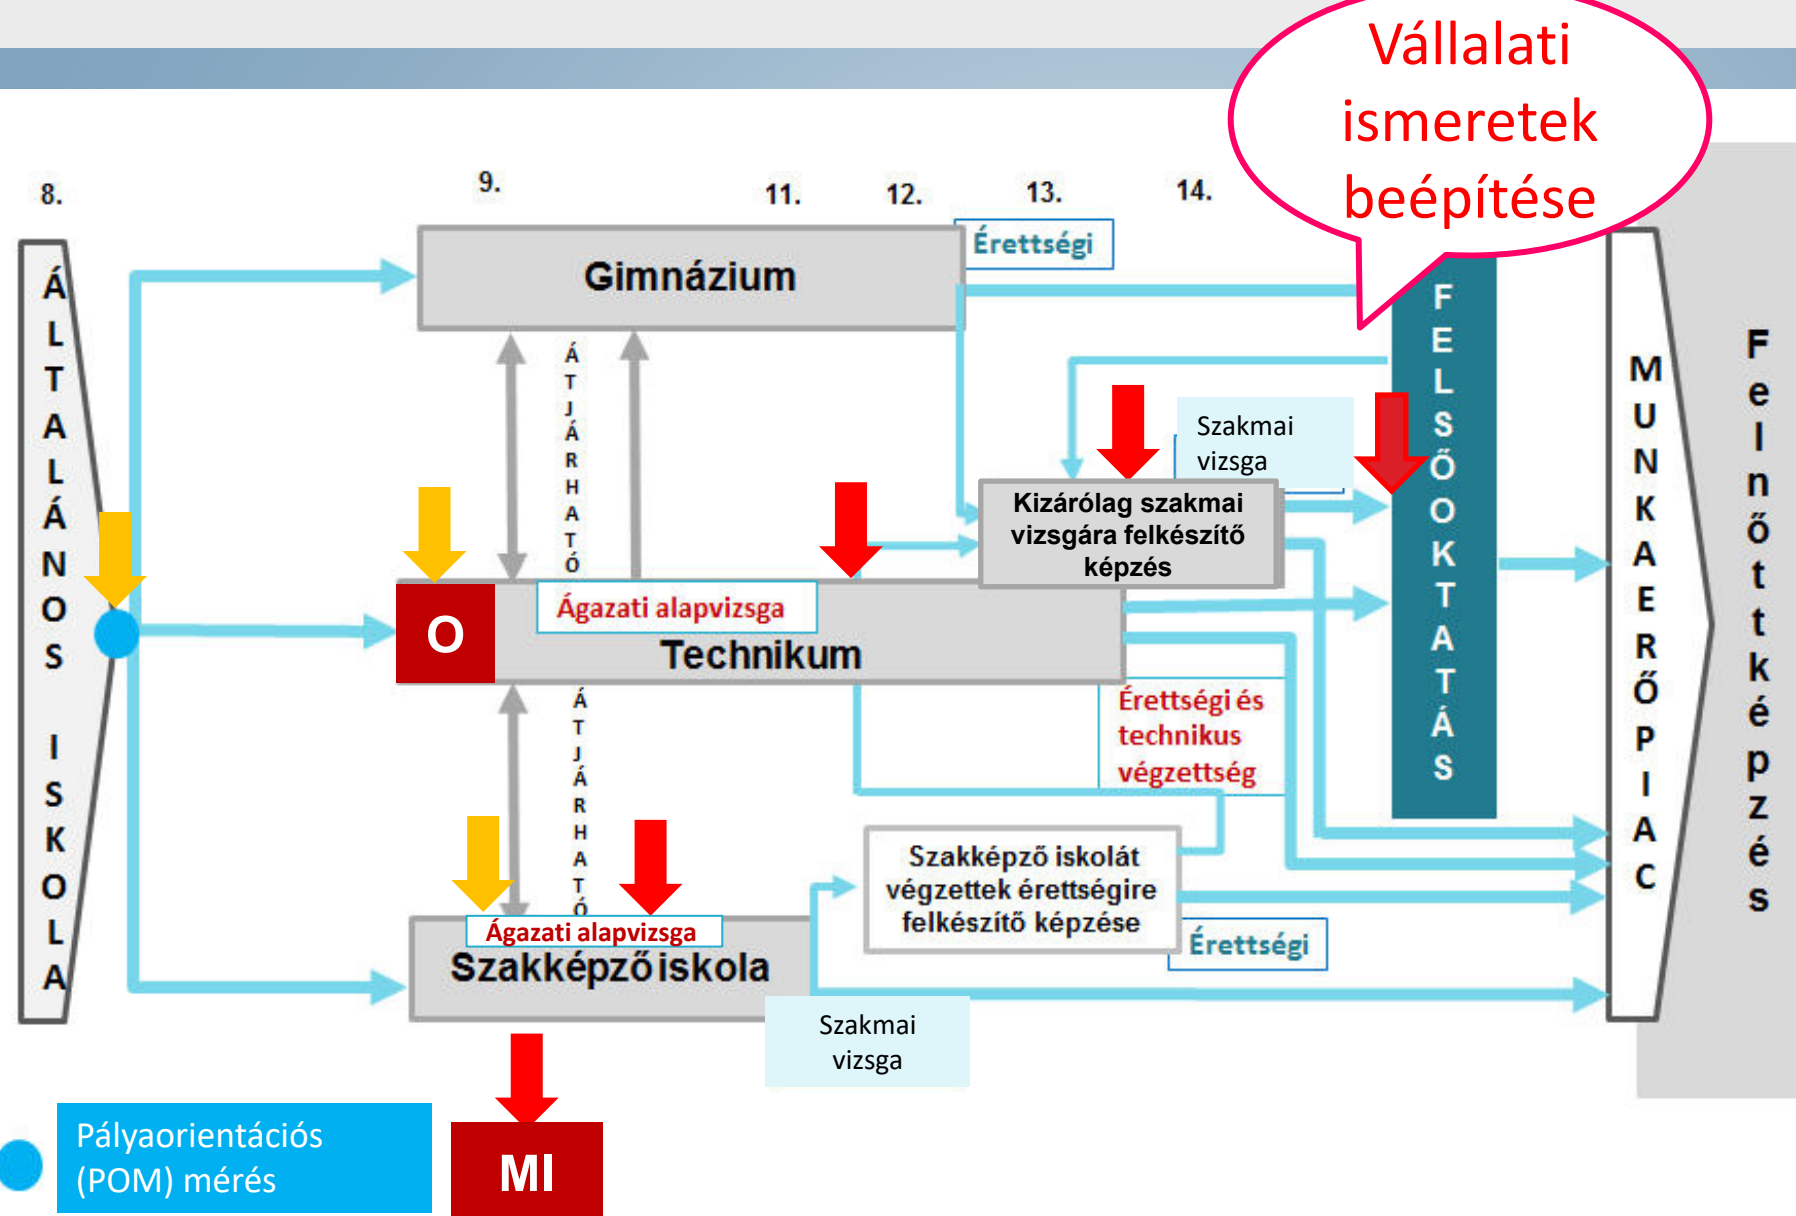 Vállalati
ismeretek
beépítése
8.
9.
11.
12.
13.
14.
ÁLTALÁNOS ISKOLA
Gimnázium
Érettségi
ÁTJÁRHATÓ
Szakmai
vizsga
Kizárólag szakmai
vizsgára felkészítő
képzés
O
Ágazati alapvizsga
Technikum
ÁTJÁRHATÓ
Érettségi és
technikus
végzettség
FELSŐOKTATÁS
MUNKAERŐPIAC
Felnőttképzés
Szakképző iskolát
végzettek érettségire
felkészítő képzése
Érettségi
Ágazati alapvizsga
Szakképző iskola
Szakmai
vizsga
Pályaorientációs
(POM) mérés
MI